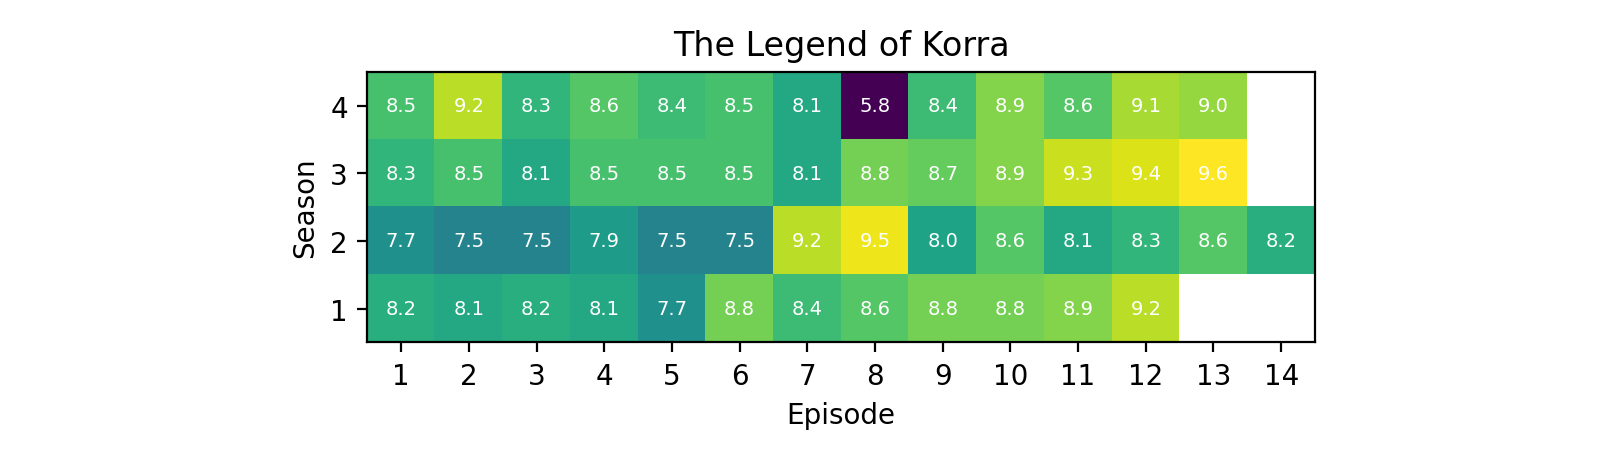 The Legend of Korra
Season
4 8.5 9.2 8.3 8.6 8.4 8.5 8.1 5.8 8.4 8.9 8.6 9.1 9.0
3 8.3 8.5 8.1 8.5 8.5 8.5 8.1 8.8 8.7 8.9 9.3 9.4 9.6
2 7.7 7.5 7.5 7.9 7.5 7.5 9.2 9.5 8.0 8.6 8.1 8.3 8.6 8.2
1 8.2 8.1 8.2 8.1 7.7 8.8 8.4 8.6 8.8 8.8 8.9 9.2
1 2 3 4 5 6 7 8 9 10 11 12 13 14
Episode